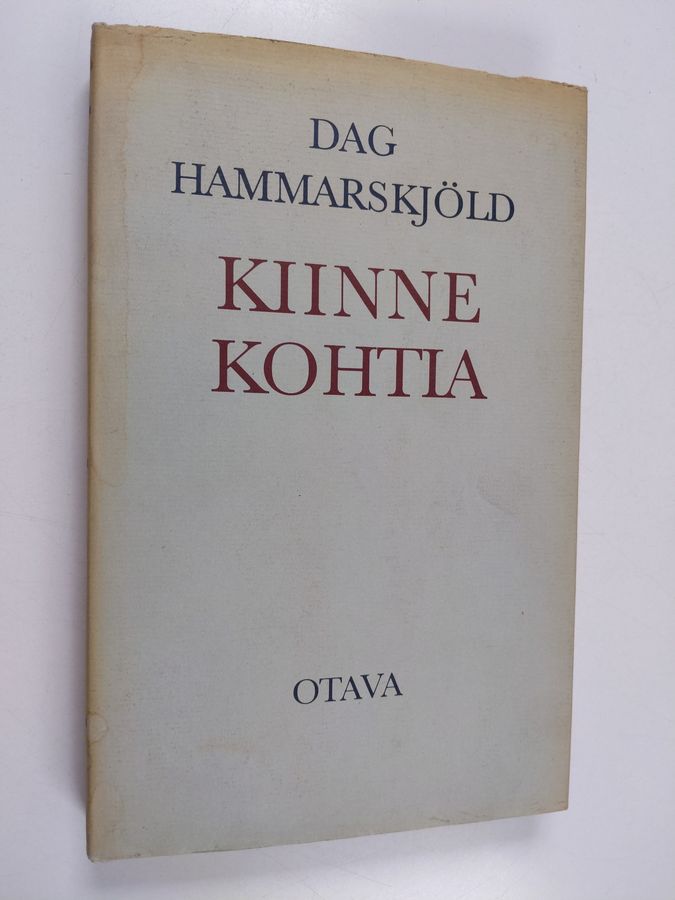 DAG
HAMMARSKJÖLD
KIINNE
KOHTIA
OTAVA